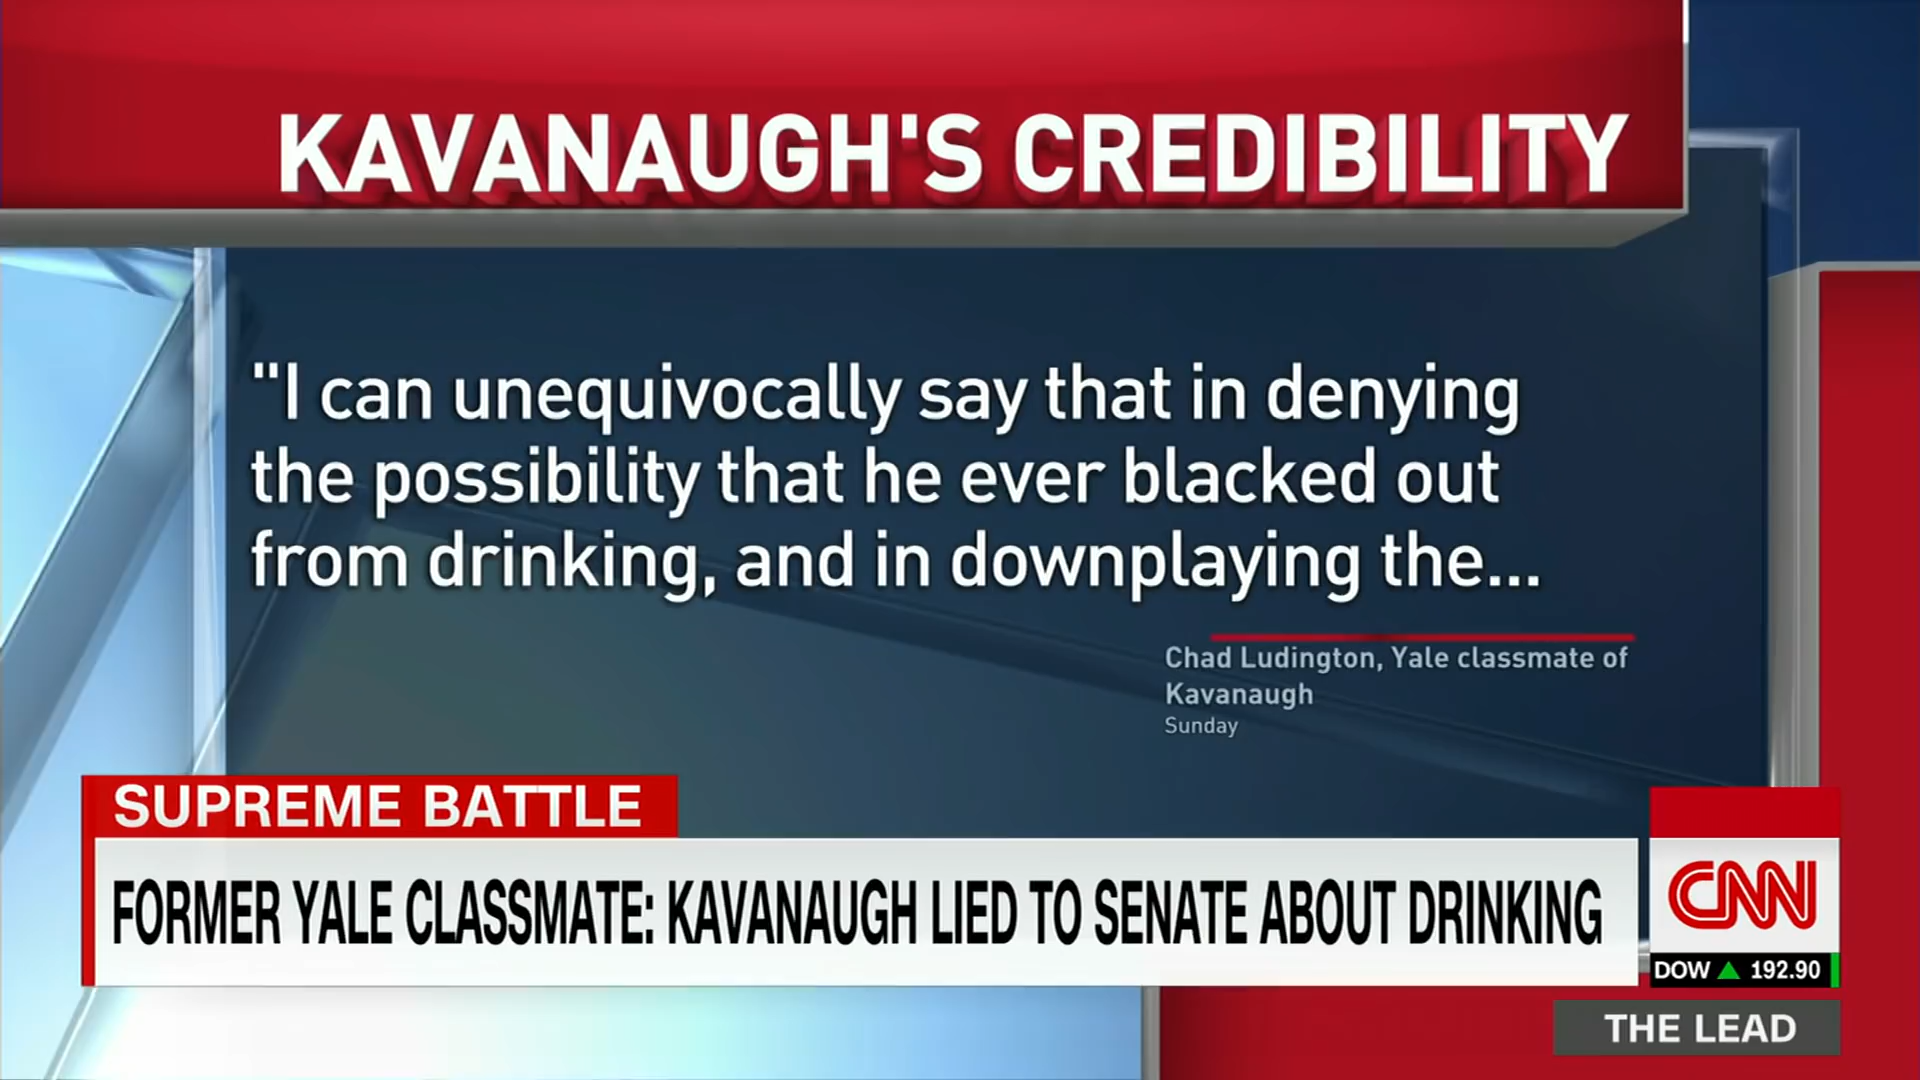 KAVANAUGH'S CREDIBILITY
"I can unequivocally say that in denying
the possibility that he ever blacked out
from drinking, and in downplaying the...
Chad Ludington, Yale classmate of
Kavanaugh
Sunday
SUPREME BATTLE
FORMER YALE CLASSMATE: KAVANAUGH LIED TO SENATE ABOUT DRINKING
CNN
DOW ▲ 192.90
THE LEAD